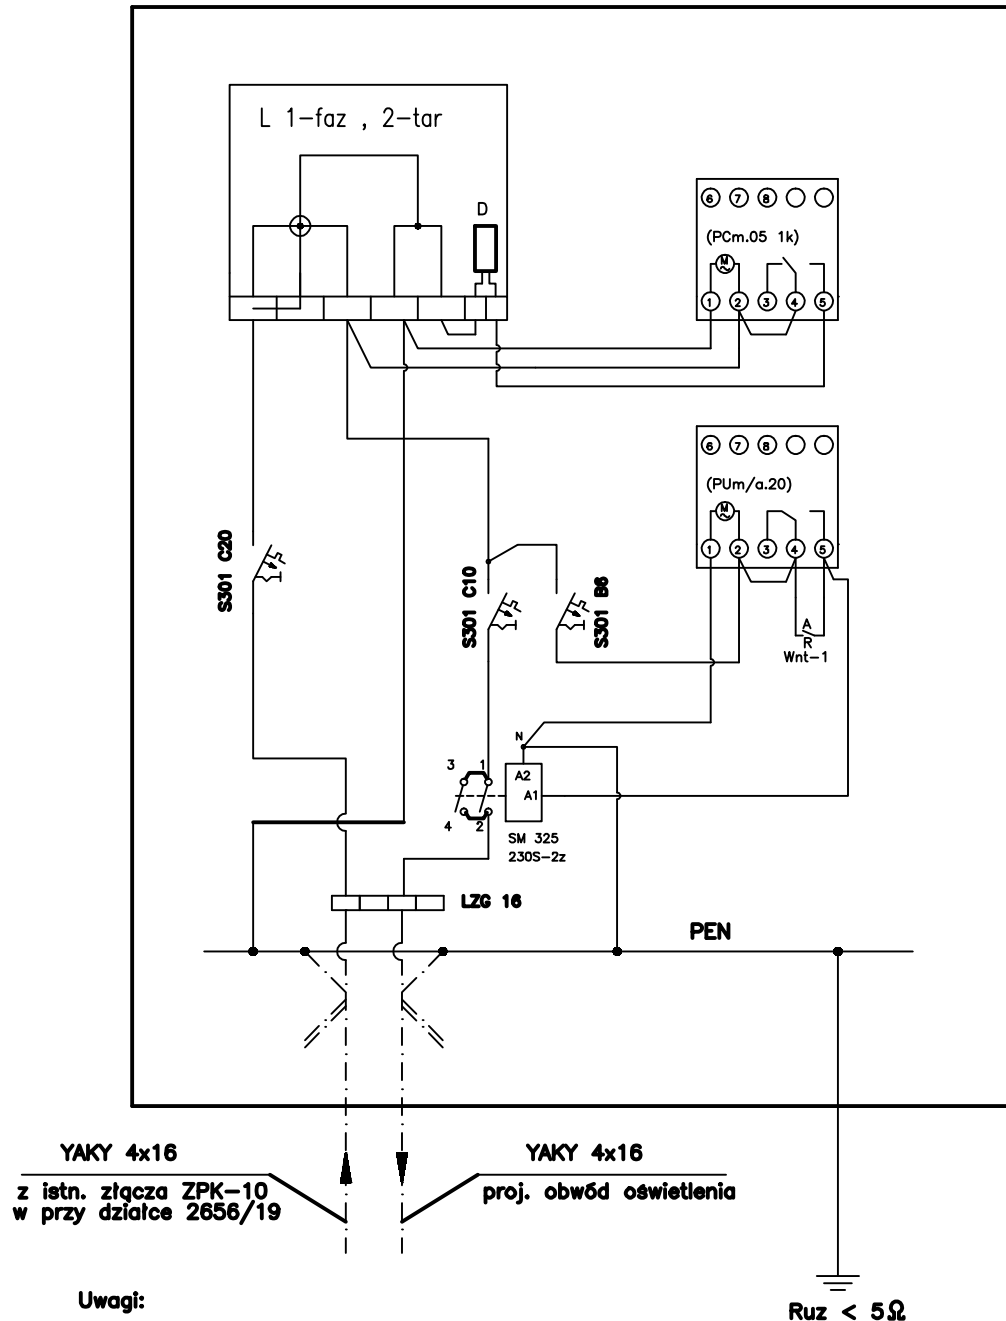 L 1-faz , 2-tar
D
6 7 8
(PCm.05 1k)
M
1 2 3 4 5
6 7 8
(PUm/a.20)
M
1 2 3 4 5
A
R
Wnt-1
S301 C20
S301 C10
S301 B6
N
3 1
A2
A1
4 2
SM 325
230S-2z
LZG 16
PEN
YAKY 4x16
z istn. złącza ZPK-10
w przy działce 2656/19
YAKY 4x16
proj. obwód oświetlenia
Uwagi:
Ruz < 5Ω